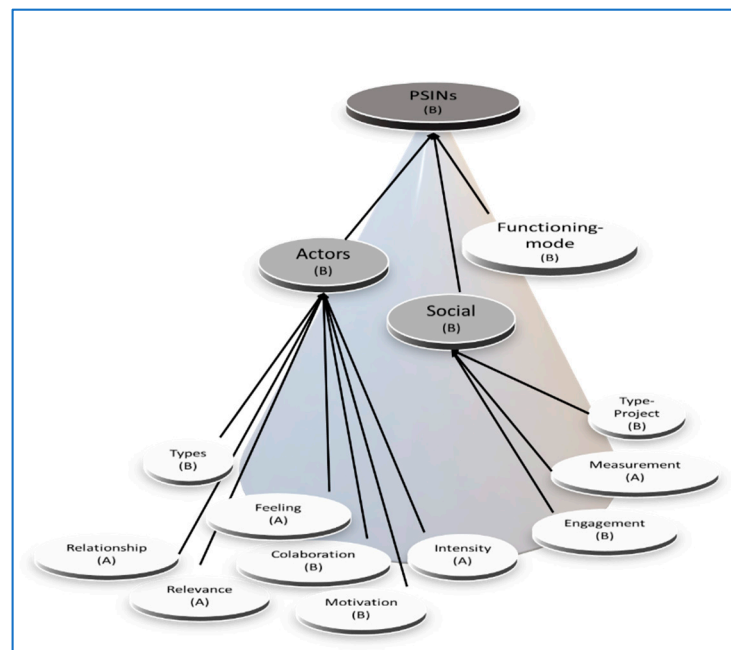 PSINs
(B)
Functioning-
mode
(B)
Actors
(B)
Social
(B)
Type-
Project
(B)
Types
(B)
Measurement
(A)
Feeling
(A)
Engagement
(B)
Relationship
(A)
Colaboration
(B)
Intensity
(A)
Relevance
(A)
Motivation
(B)